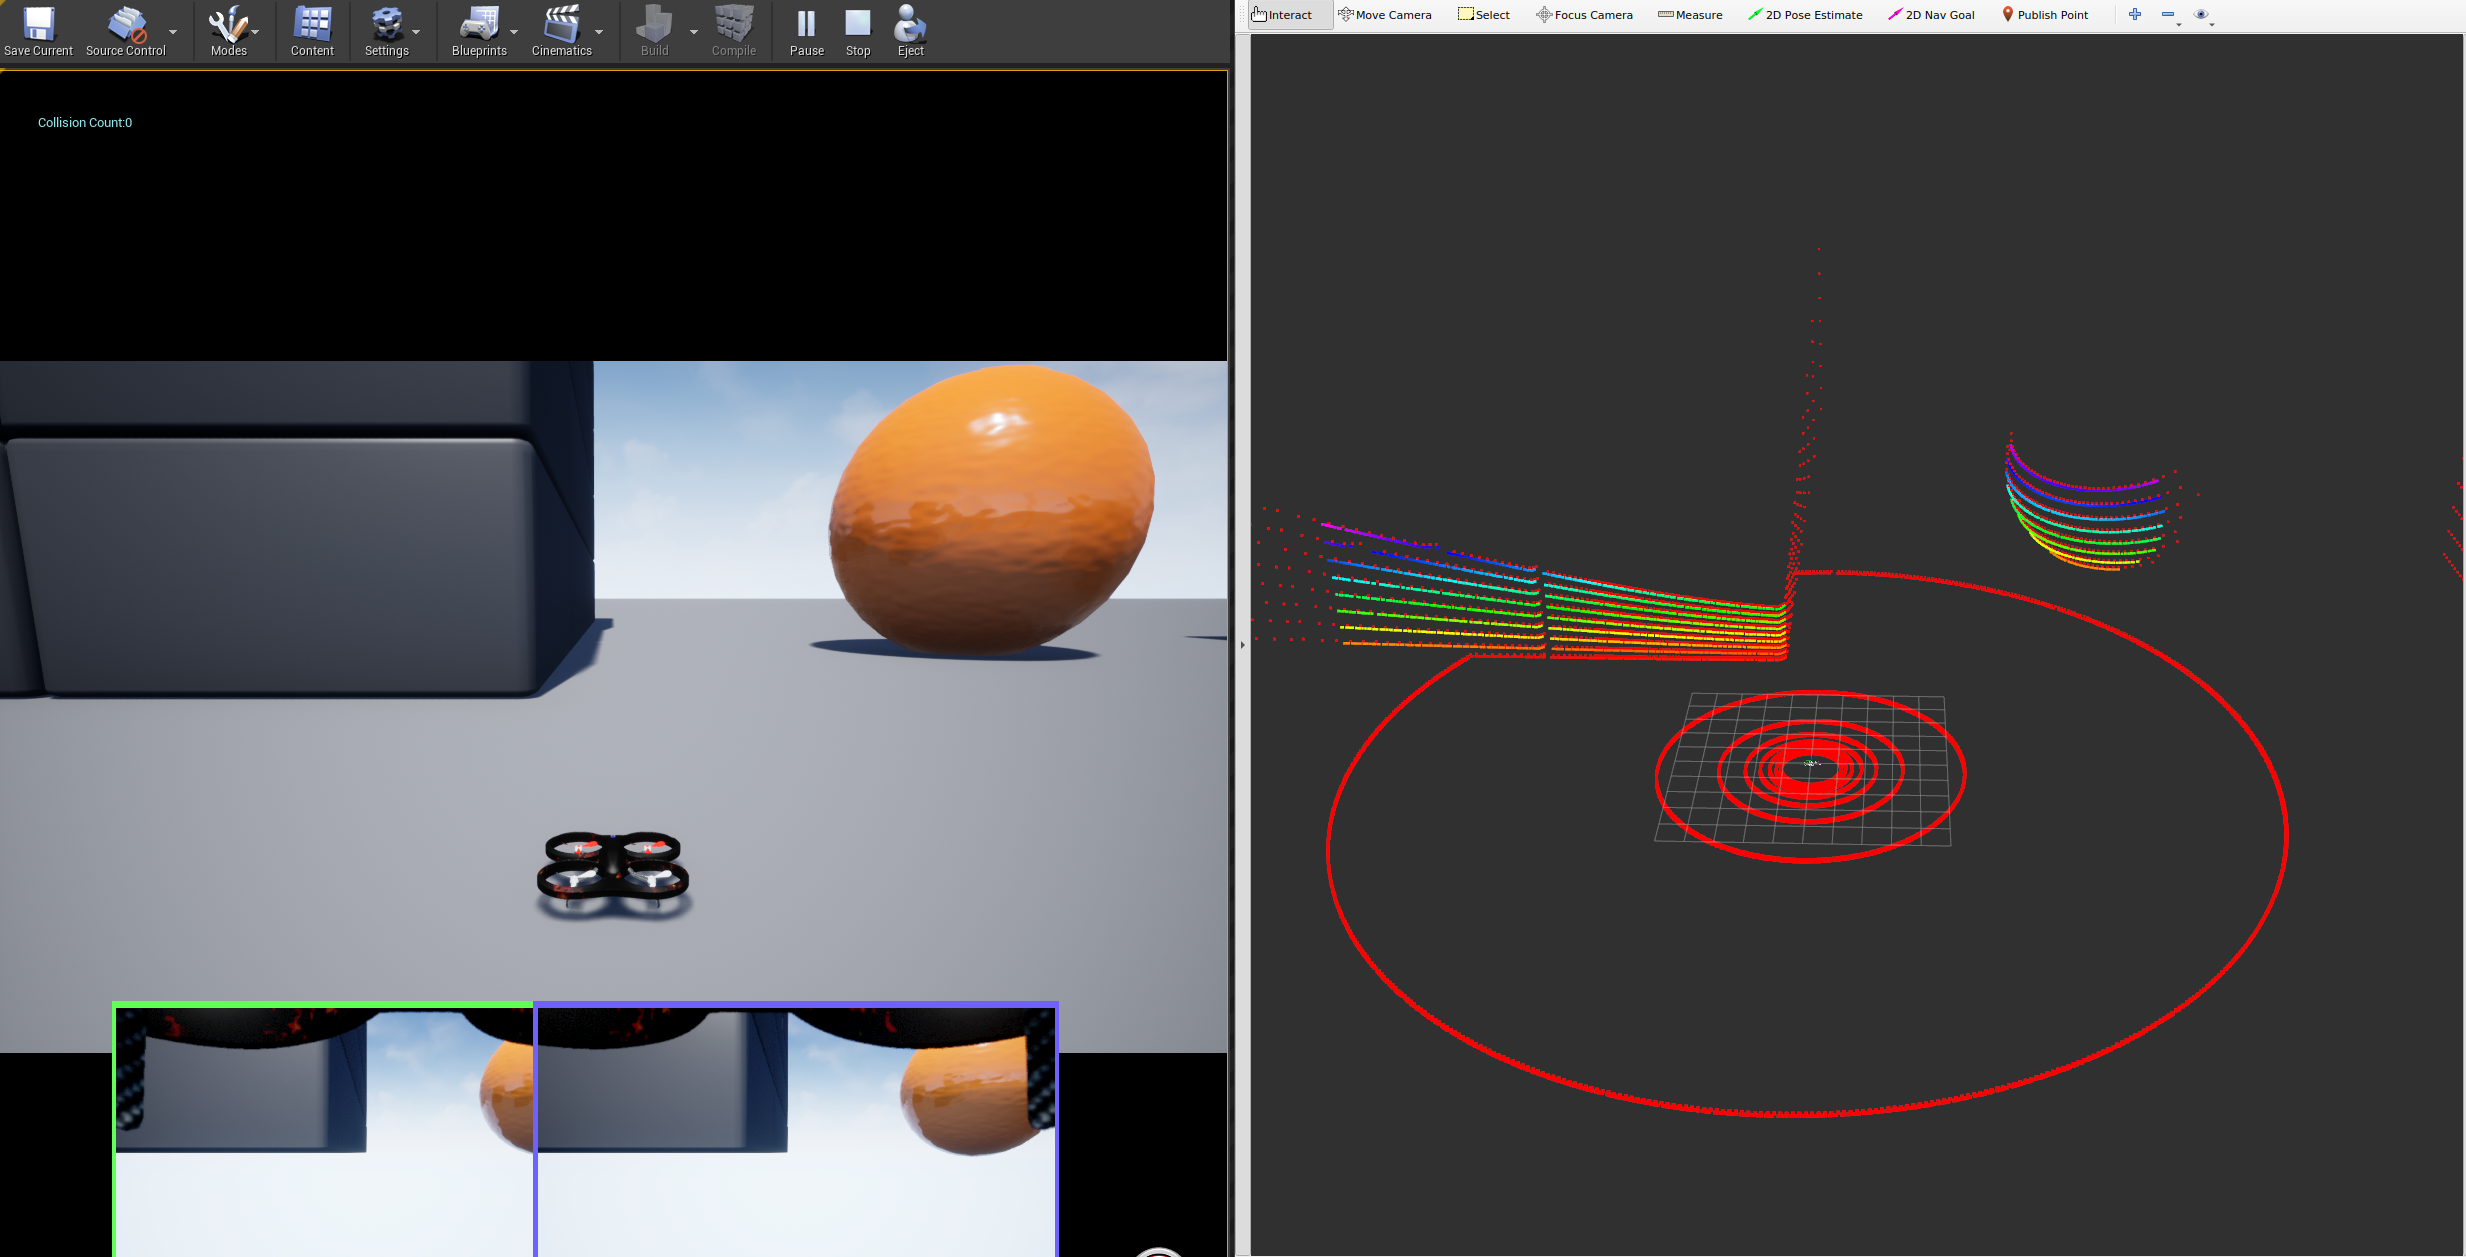 Save Current Source Control Modes Content Settings Blueprints Cinematics Build Compile Pause Stop Eject
Interact Move Camera Select Focus Camera Measure 2D Pose Estimate 2D Nav Goal Publish Point
Collision Count:0